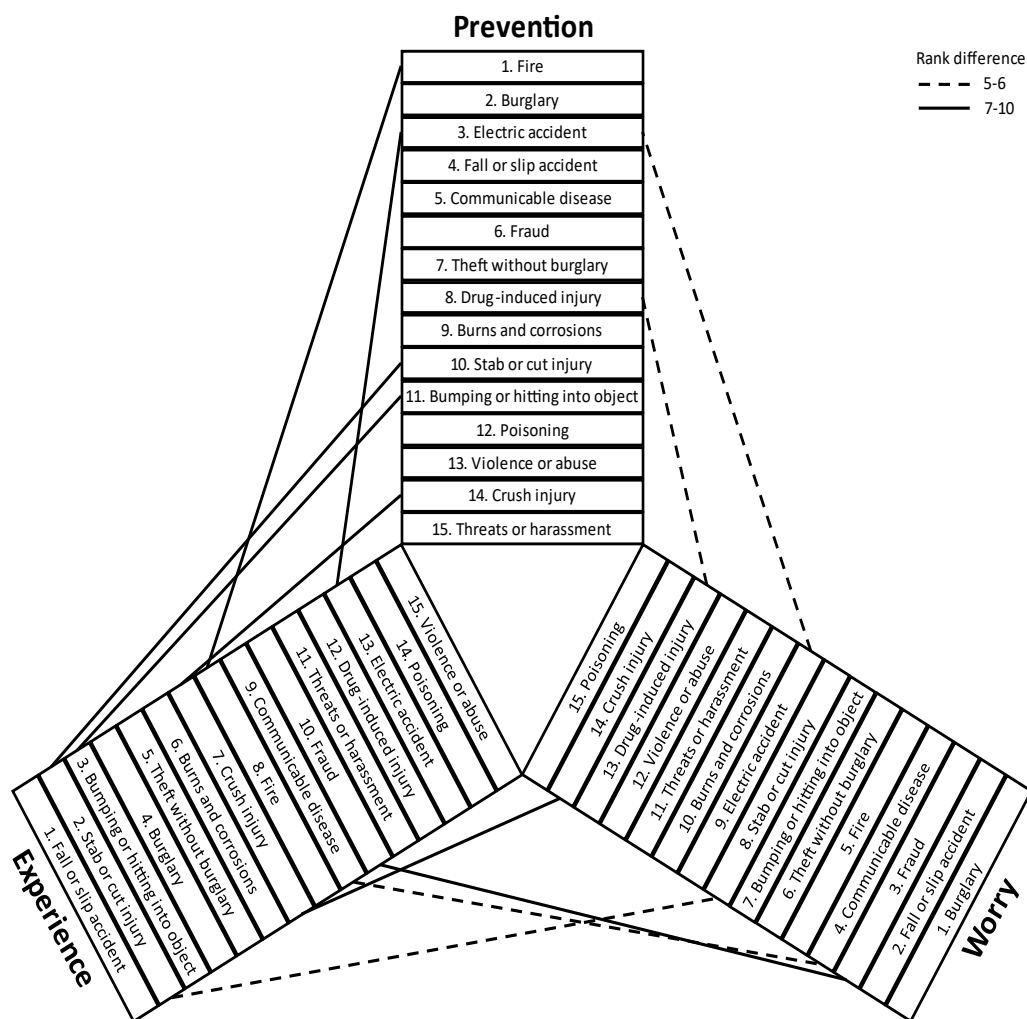 Prevention
Rank difference
5-6
7-10
1. Fire
2. Burglary
3. Electric accident
4. Fall or slip accident
5. Communicable disease
6. Fraud
7. Theft without burglary
8. Drug-induced injury
9. Burns and corrosions
10. Stab or cut injury
11. Bumping or hitting into object
12. Poisoning
13. Violence or abuse
14. Crush injury
15. Threats or harassment
Experience
1. Fall or slip accident
2. Stab or cut injury
3. Bumping or hitting into object
4. Burglary
5. Theft without burglary
6. Burns and corrosions
7. Crush injury
8. Fire
9. Communicable disease
10. Fraud
11. Threats or harassment
12. Drug-induced injury
13. Electric accident
14. Poisoning
15. Violence or abuse
15. Poisoning
14. Crush injury
13. Drug-induced injury
12. Violence or abuse
11. Threats or harassment
10. Burns and corrosions
9. Electric accident
8. Stab or cut injury
7. Bumping or hitting into object
6. Theft without burglary
5. Fire
4. Communicable disease
3. Fraud
2. Fall or slip accident
1. Burglary
Worry